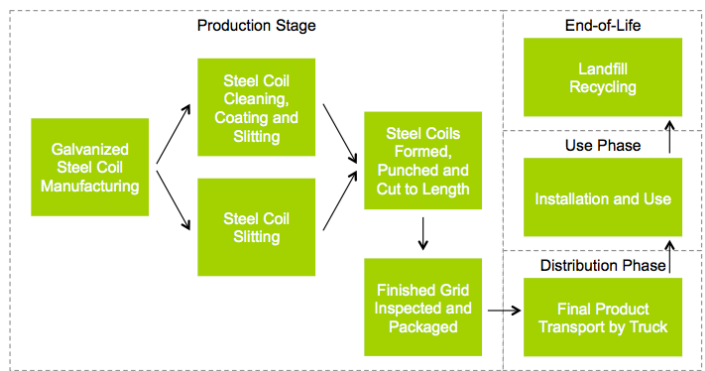 Production Stage
Galvanized
Steel Coil
Manufacturing
Steel Coil
Cleaning,
Coating and
Slitting
Steel Coil
Slitting
Steel Coils
Formed,
Punched and
Cut to Length
Finished Grid
Inspected and
Packaged
End-of-Life
Landfill
Recycling
Use Phase
Installation and Use
Distribution Phase
Final Product
Transport by Truck